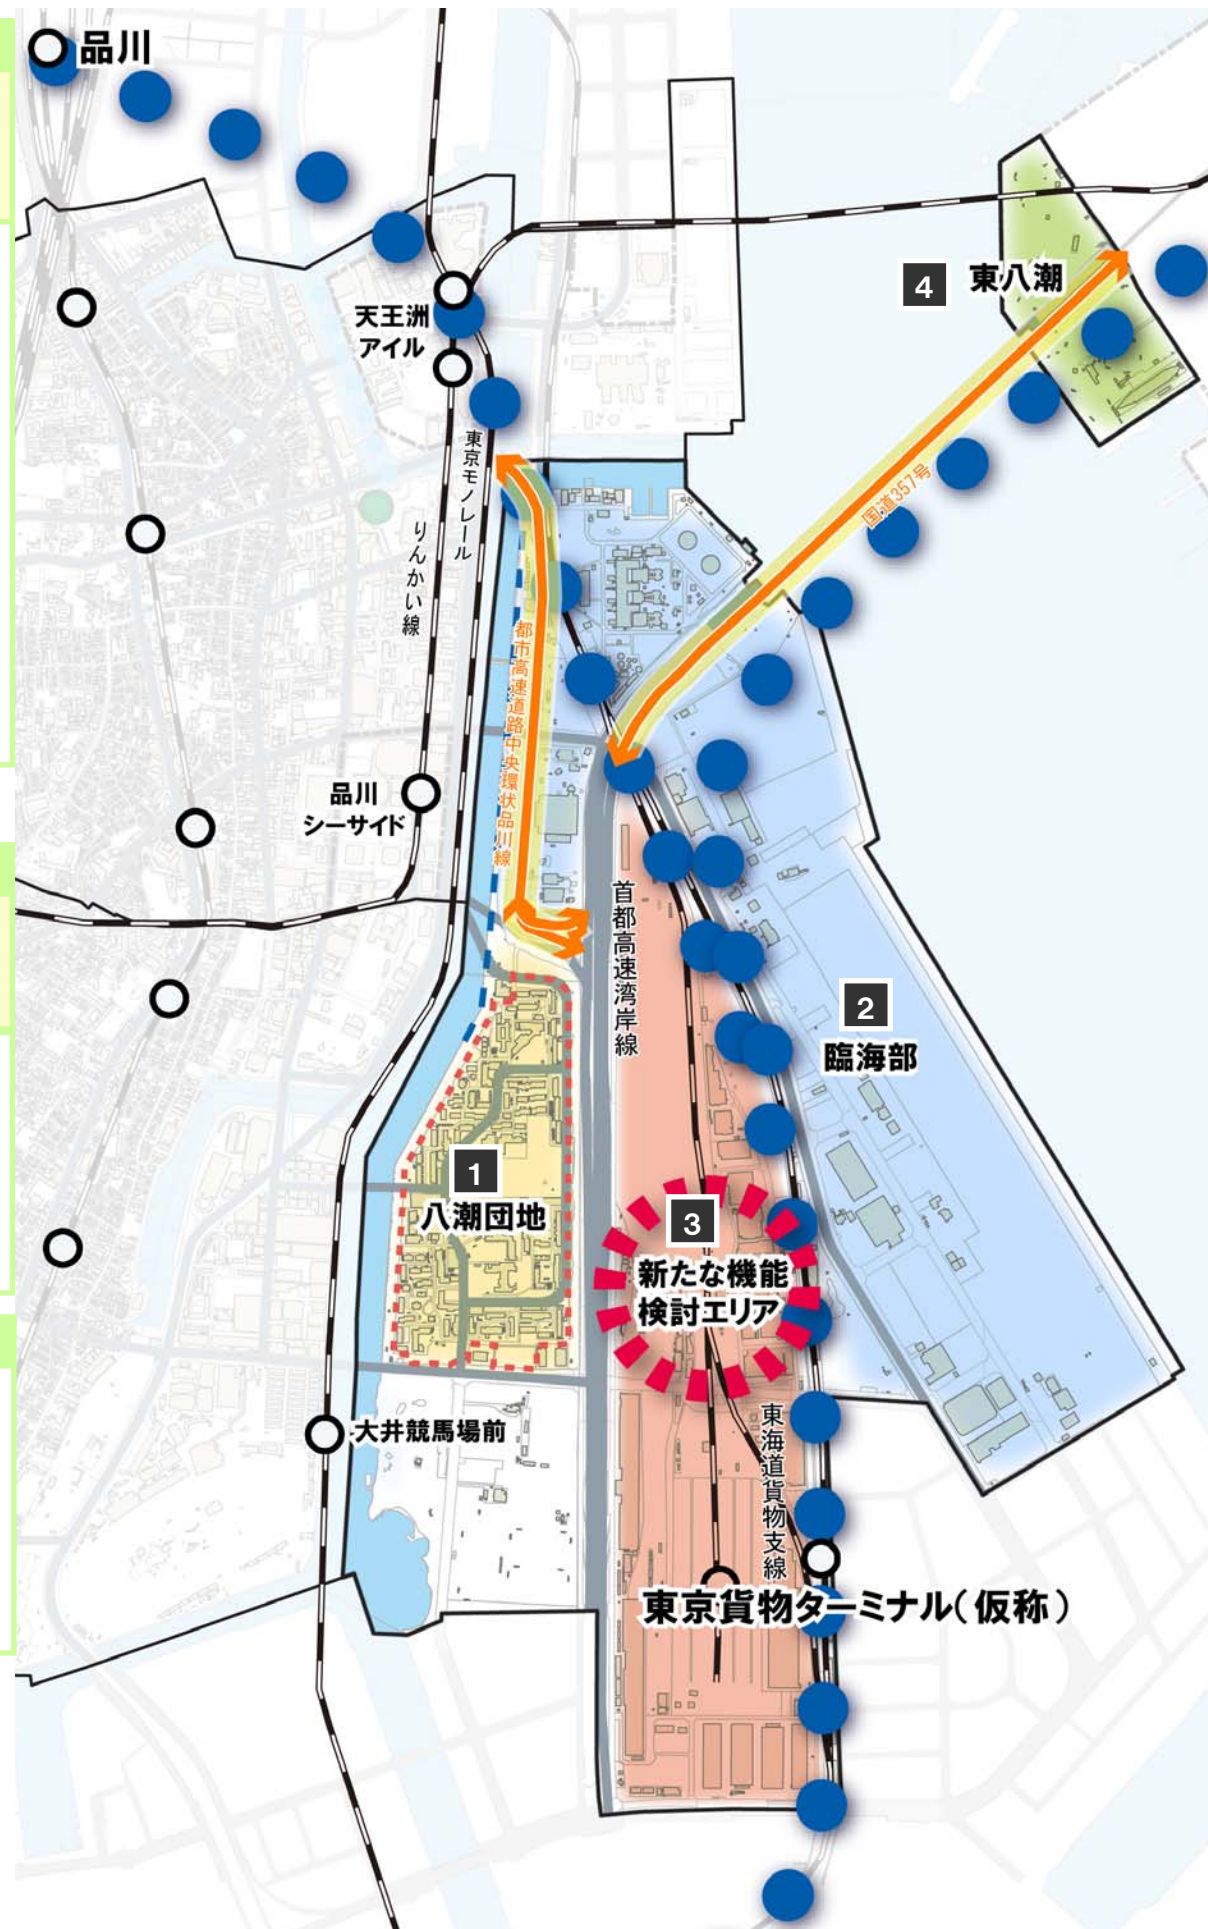 品川
4
東八潮
天王洲
アイル
東京モノレール
りんかい線
国道357号
都市高速道路中央環状品川線
品川
シーサイド
首都高速湾岸線
2
臨海部
1
八潮団地
3
新たな機能
検討エリア
大井競馬場前
東海道貨物支線
東京貨物ターミナル(仮称)